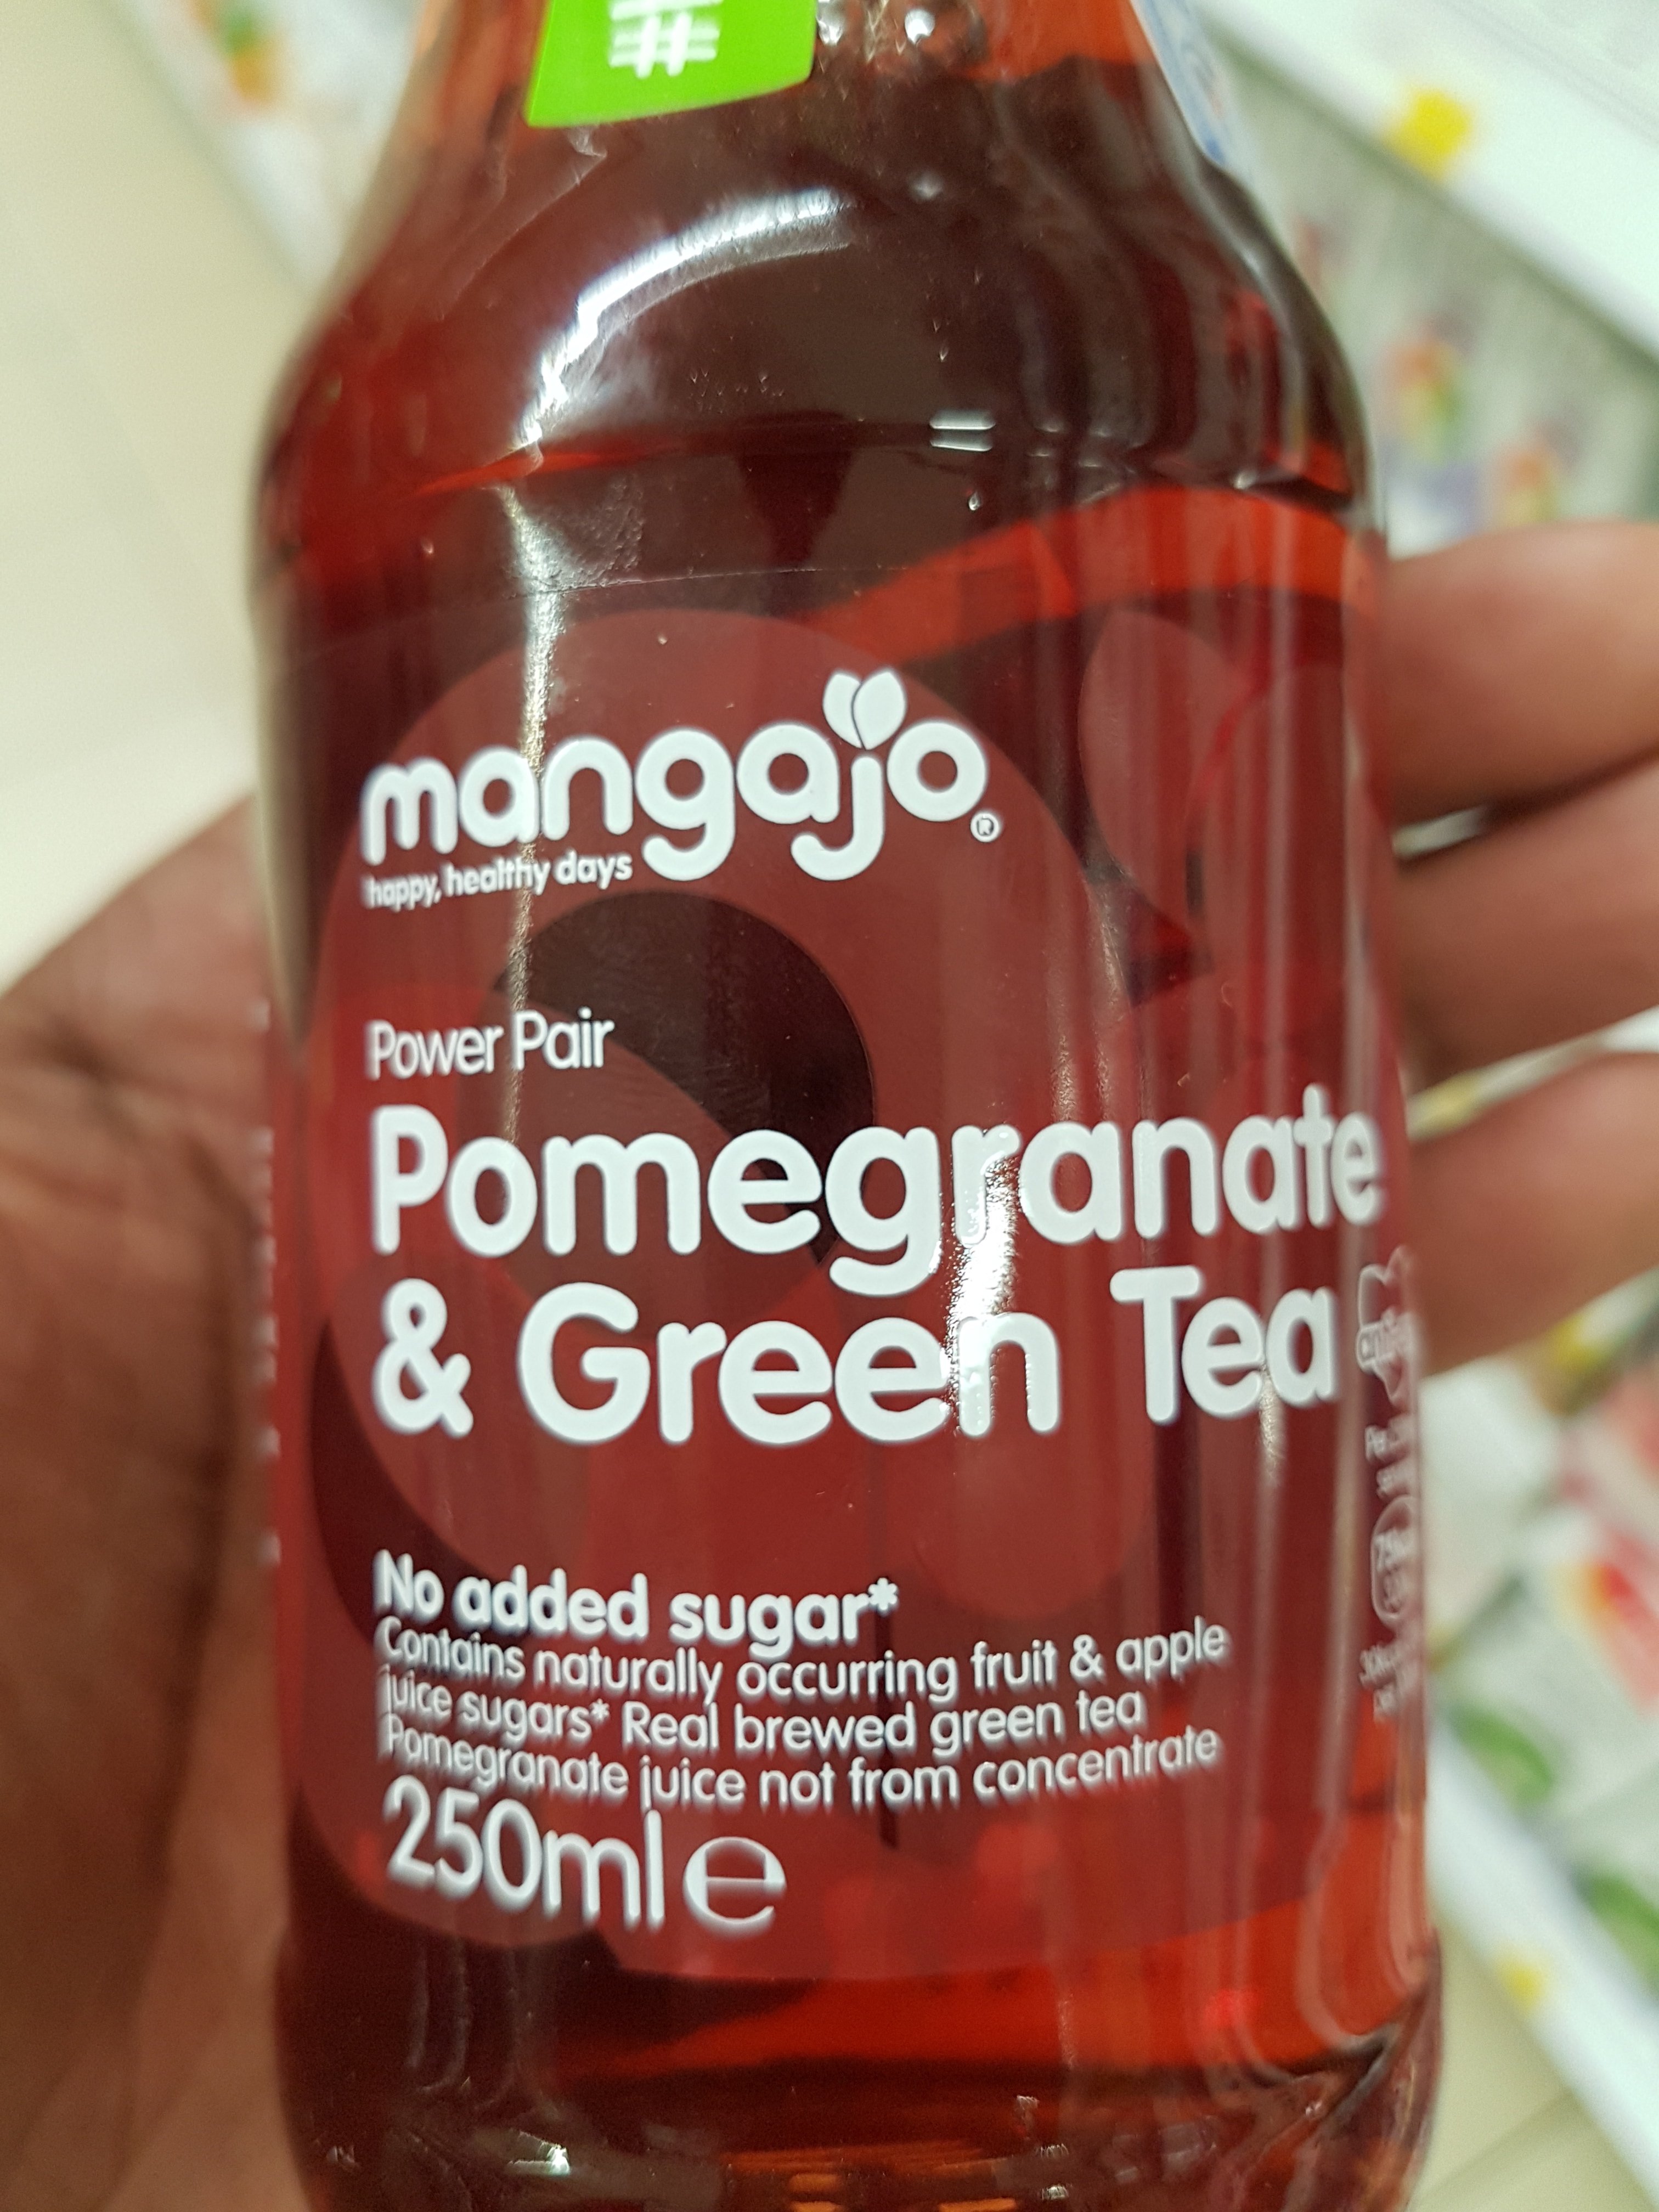 #
mangajo®
happy, healthy days
Power Pair
Pomegranate
& Green Tea
No added sugar*
Contains naturally occurring fruit & apple
juice sugars* Real brewed green tea
Pomegranate juice not from concentrate
250ml e